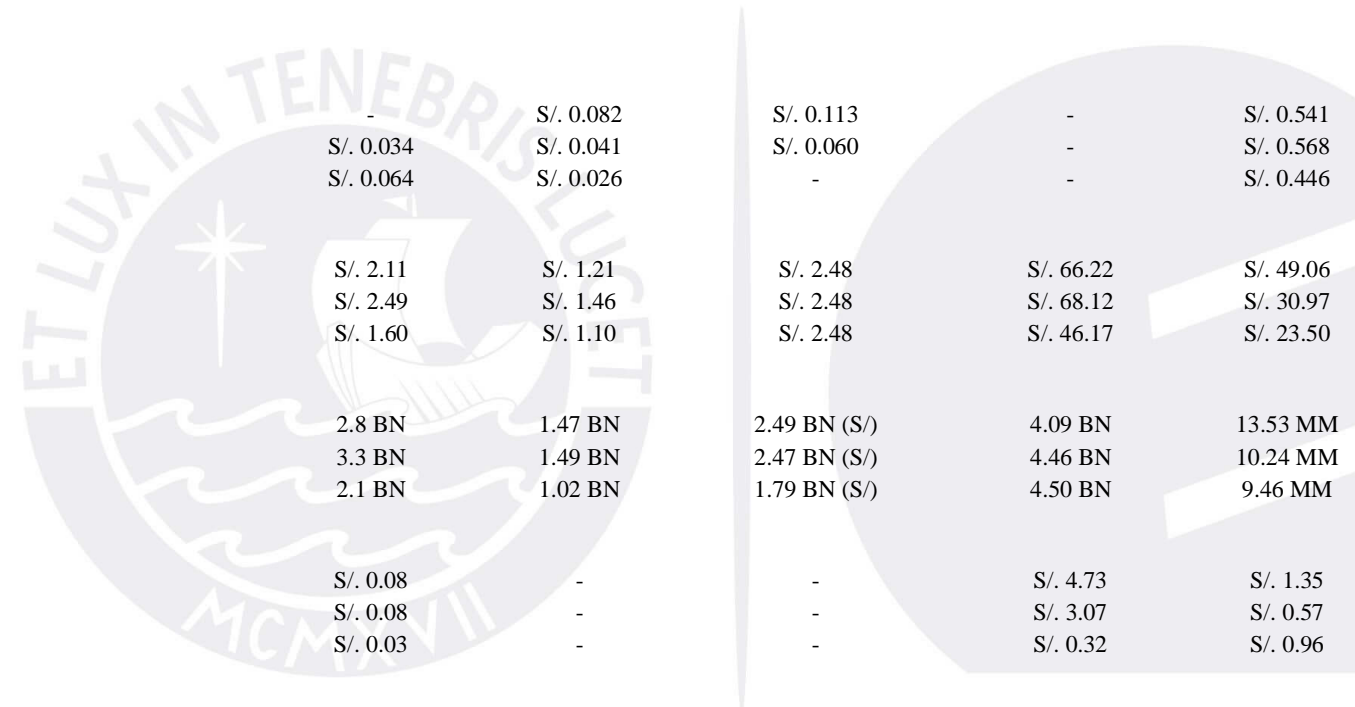 ET LUX IN TENEBRIS LUCET
MCMXVII
- S/. 0.082 S/. 0.113 - S/. 0.541
S/. 0.034 S/. 0.041 S/. 0.060 - S/. 0.568
S/. 0.064 S/. 0.026 - - S/. 0.446
S/. 2.11 S/. 1.21 S/. 2.48 S/. 66.22 S/. 49.06
S/. 2.49 S/. 1.46 S/. 2.48 S/. 68.12 S/. 30.97
S/. 1.60 S/. 1.10 S/. 2.48 S/. 46.17 S/. 23.50
2.8 BN 1.47 BN 2.49 BN (S/) 4.09 BN 13.53 MM
3.3 BN 1.49 BN 2.47 BN (S/) 4.46 BN 10.24 MM
2.1 BN 1.02 BN 1.79 BN (S/) 4.50 BN 9.46 MM
S/. 0.08 - - S/. 4.73 S/. 1.35
S/. 0.08 - - S/. 3.07 S/. 0.57
S/. 0.03 - - S/. 0.32 S/. 0.96